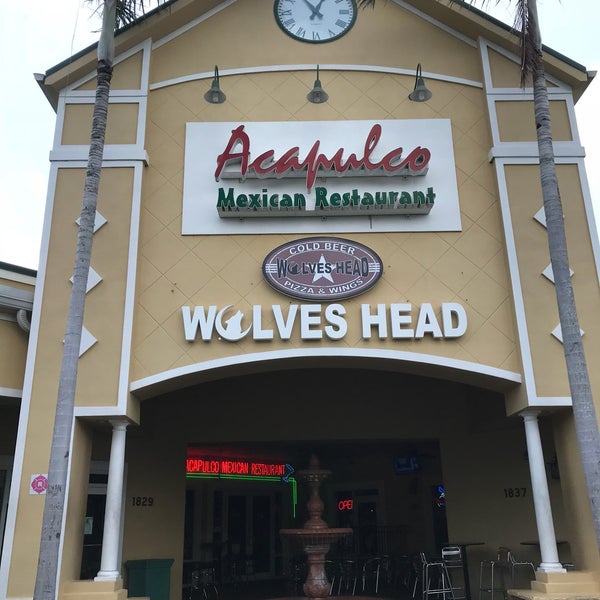 Acapulco
Mexican Restaurant
COLD BEER
WOLVES HEAD
PIZZA & WINGS
WOLVES HEAD
ACAPULCO MEXICAN RESTAURANT
OPEN
1829
1837